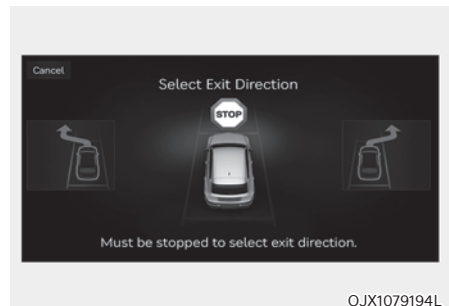 Cancel
Select Exit Direction
STOP
Must be stopped to select exit direction.
OJX1079194L